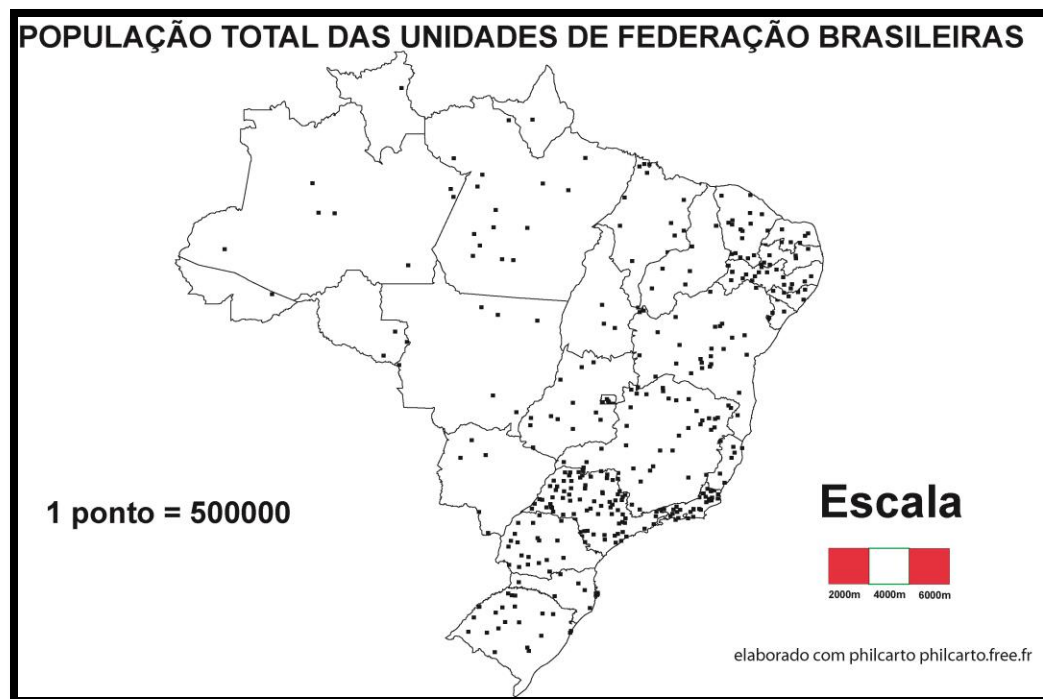 POPULAÇÃO TOTAL DAS UNIDADES DE FEDERAÇÃO BRASILEIRAS
1 ponto = 500000
Escala
2000m 4000m 6000m
elaborado com philcarto philcarto.free.fr